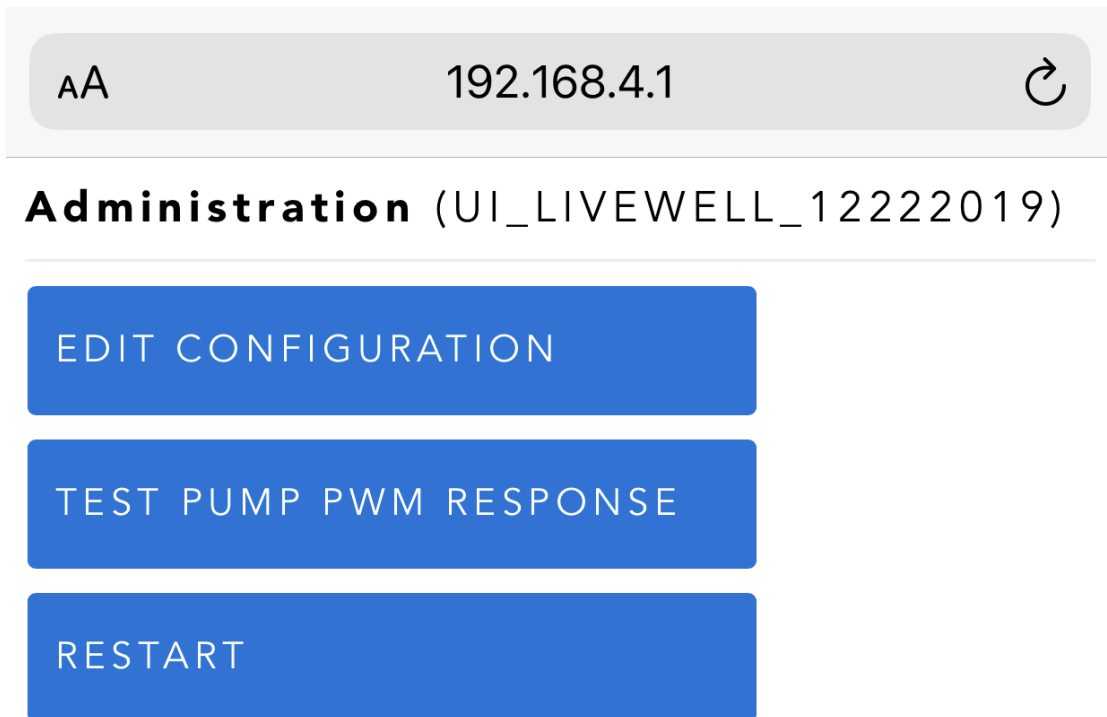 AA 192.168.4.1
Administration (UI_LIVEWELL_12222019)
EDIT CONFIGURATION
TEST PUMP PWM RESPONSE
RESTART